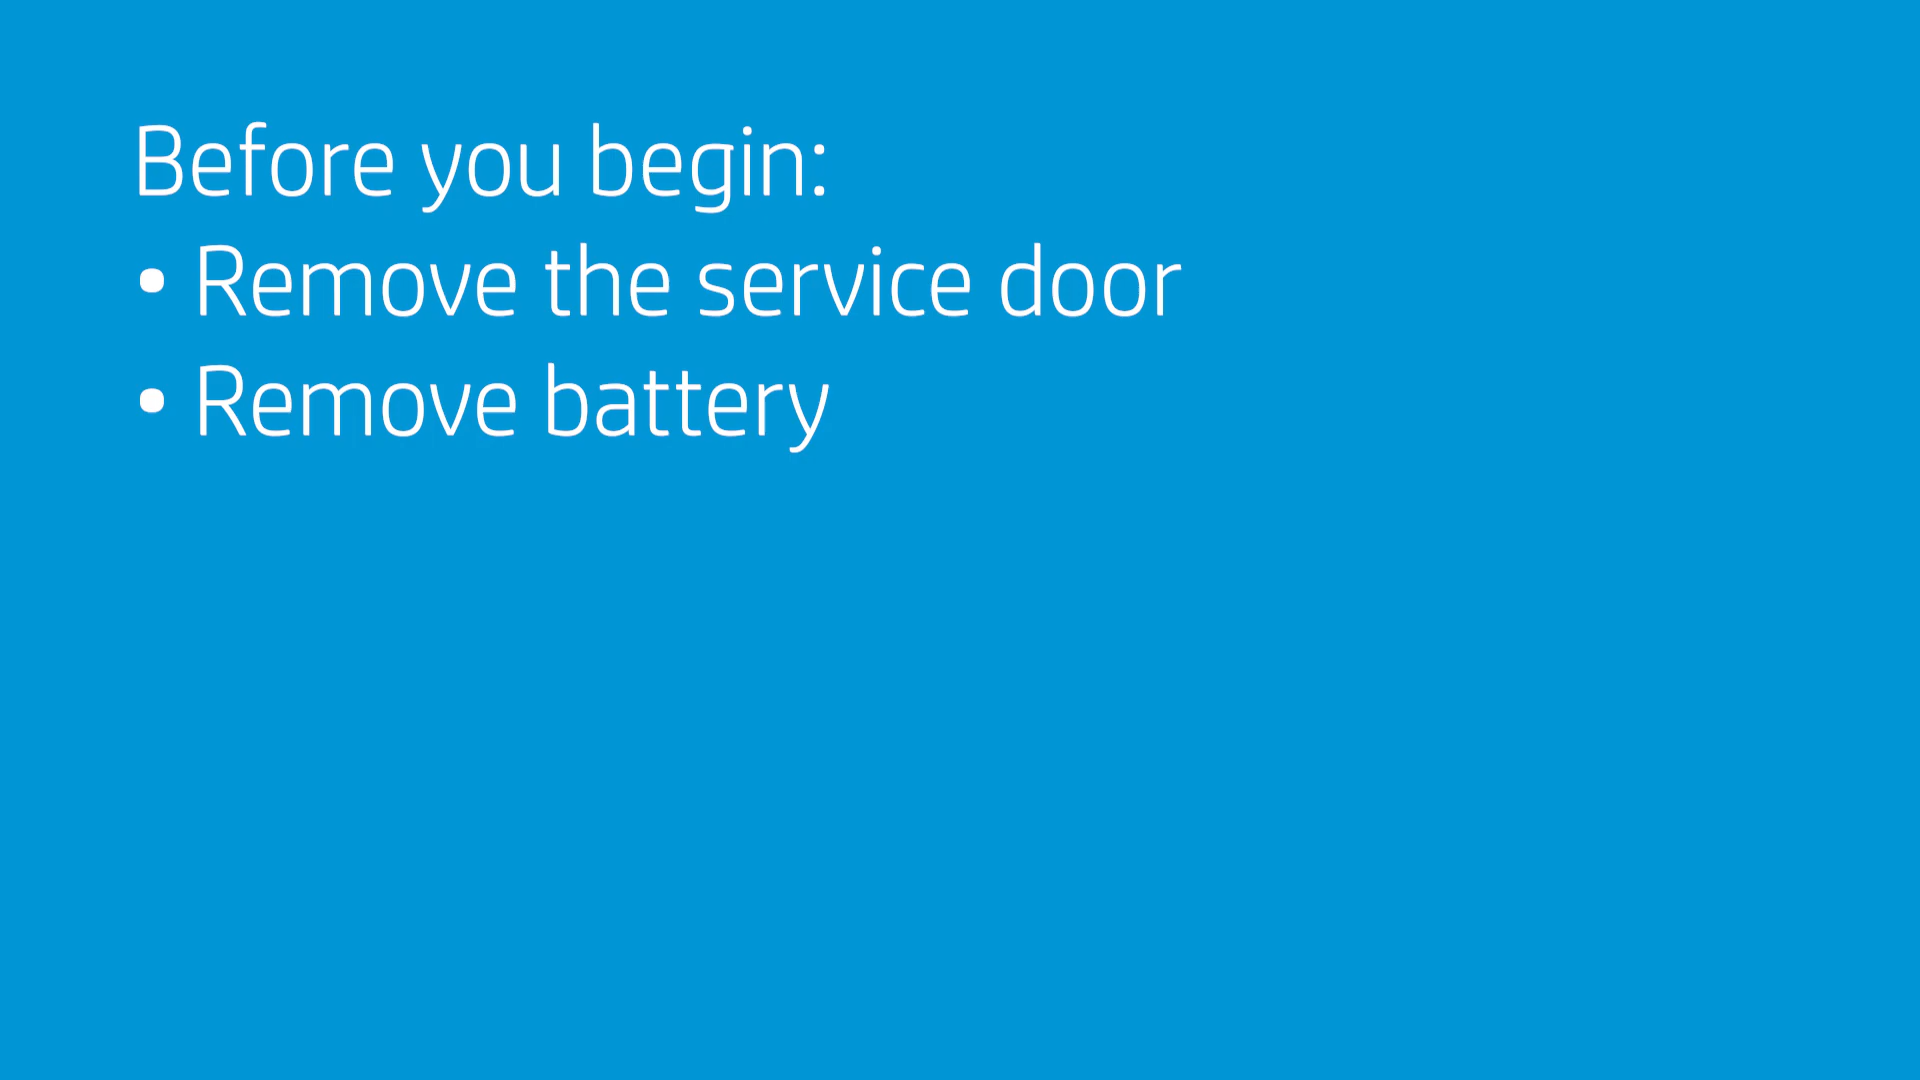 Before you begin:
• Remove the service door
• Remove battery